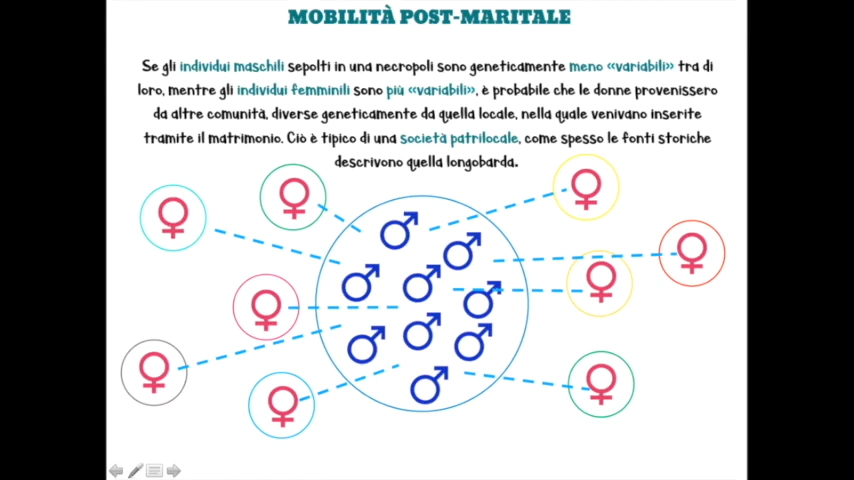 MOBILITÀ POST-MARITALE
Se gli individui maschili sepolti in una necropoli sono geneticamente meno «variabili» tra di
loro, mentre gli individui femminili sono più «variabili», è probabile che le donne provenissero
da altre comunità, diverse geneticamente da quella locale, nella quale venivano inserite
tramite il matrimonio. Ciò è tipico di una società patrilocale, come spesso le fonti storiche
descrivono quella longobarda.